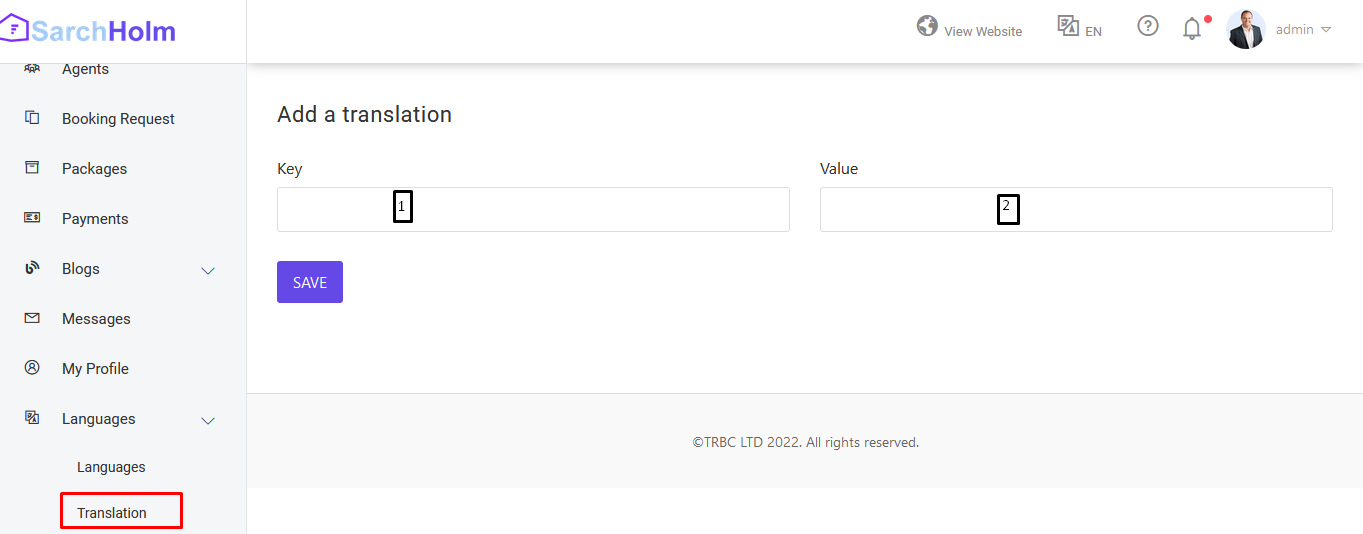 SarchHolm
View Website
EN
admin
Agents
Booking Request
Packages
Payments
Blogs
Messages
My Profile
Languages
Languages
Translation
Add a translation
Key
Value
1
2
SAVE
©TRBC LTD 2022. All rights reserved.